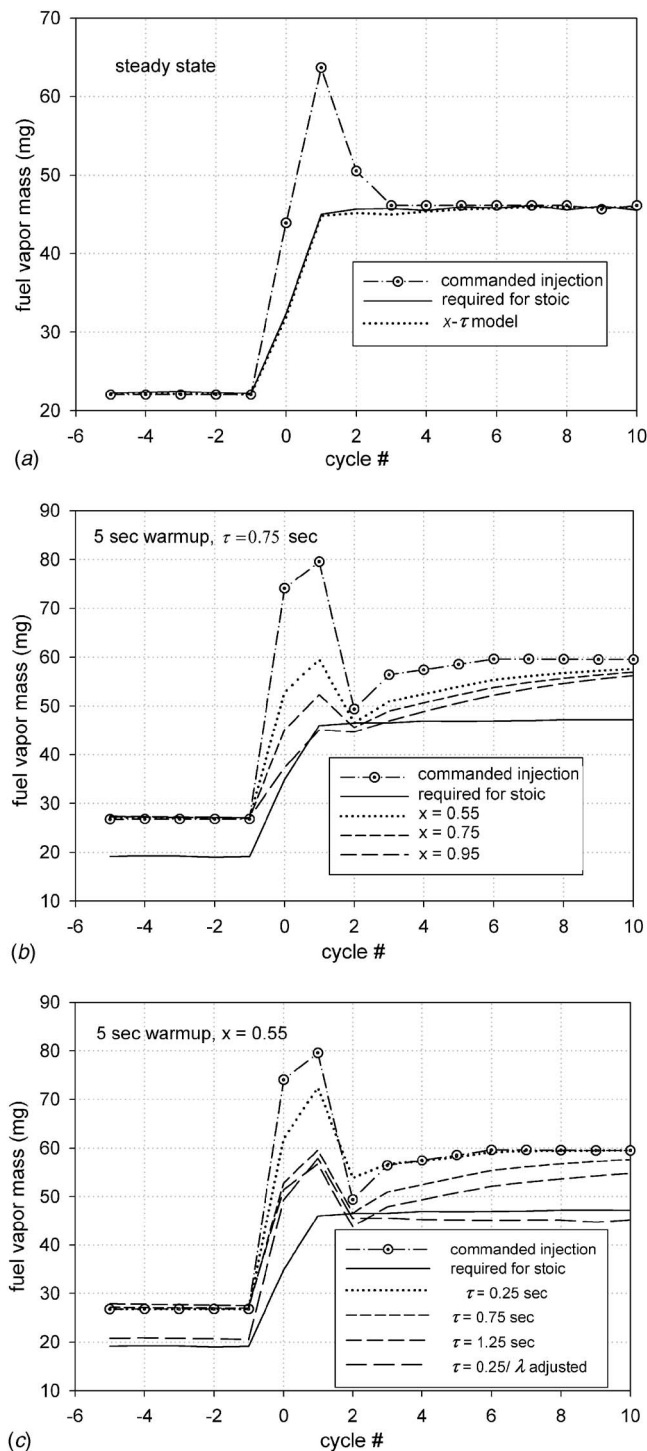 70
60
50
40
30
20
fuel vapor mass (mg)
steady state
commanded injection
required for stoic
x-τ model
-6 -4 -2 0 2 4 6 8 10
cycle #
(a)
90
80
70
60
50
40
30
20
10
fuel vapor mass (mg)
5 sec warmup, τ = 0.75 sec
commanded injection
required for stoic
x = 0.55
x = 0.75
x = 0.95
-6 -4 -2 0 2 4 6 8 10
cycle #
(b)
90
80
70
60
50
40
30
20
10
fuel vapor mass (mg)
5 sec warmup, x = 0.55
commanded injection
required for stoic
τ = 0.25 sec
τ = 0.75 sec
τ = 1.25 sec
τ = 0.25/ λ adjusted
-6 -4 -2 0 2 4 6 8 10
cycle #
(c)